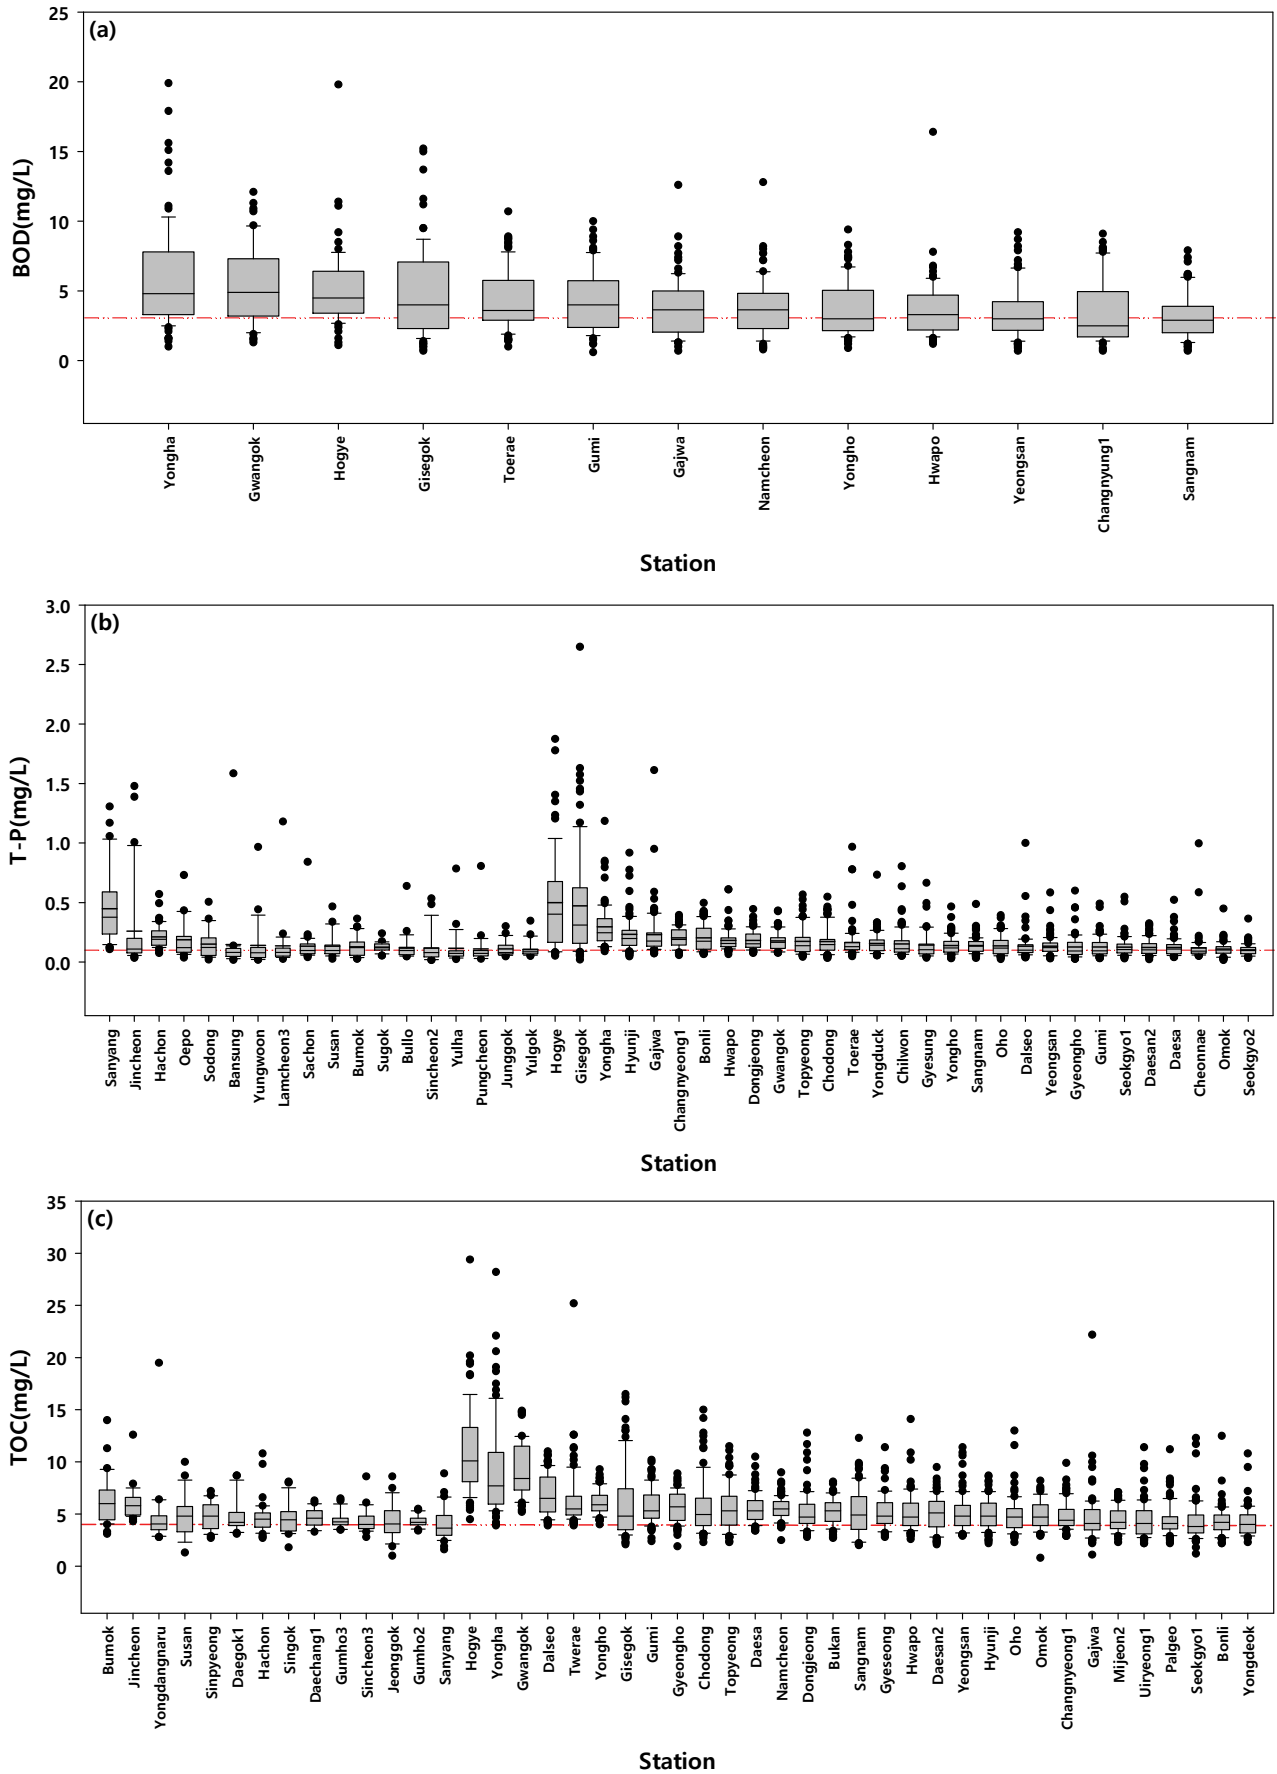 (a)
BOD(mg/L)
25
20
15
10
5
0
Yongha
Gwangok
Hogye
Gisegok
Toerae
Gumi
Gajwa
Namcheon
Yongho
Hwapo
Yeongsan
Changnyung1
Sangnam
Station
(b)
T-P(mg/L)
3.0
2.5
2.0
1.5
1.0
0.5
0.0
Sanyang
Jincheon
Hachon
Oepo
Sodong
Bansung
Yungwoon
Lamcheon3
Sachon
Susan
Bumok
Sugok
Bullo
Sincheon2
Yulha
Pungcheon
Junggok
Yulgok
Hogye
Gisegok
Yongha
Hyunji
Gajwa
Changnyeong1
Bonli
Hwapo
Dongjeong
Gwangok
Topyeong
Chodong
Toerae
Yongduck
Chilwon
Gyesung
Yongho
Sangnam
Oho
Dalseo
Yeongsan
Gyeongho
Gumi
Seokgyo1
Daesan2
Daesa
Cheonnae
Omok
Seokgyo2
Station
(c)
TOC(mg/L)
35
30
25
20
15
10
5
0
Bumok
Jincheon
Yongdangnaru
Susan
Sinpyeong
Daegok1
Hachon
Singok
Daechang1
Gumho3
Sincheon3
Jeonggok
Gumho2
Sanyang
Hogye
Yongha
Gwangok
Dalseo
Twerae
Yongho
Gisegok
Gumi
Gyeongho
Chodong
Topyeong
Daesa
Namcheon
Dongjeong
Bukan
Sangnam
Gyeseong
Hwapo
Daesan2
Yeongsan
Hyunji
Oho
Omok
Changnyeong1
Gajwa
Mijeon2
Uiryeong1
Palgeo
Seokgyo1
Bonli
Yongdeok
Station